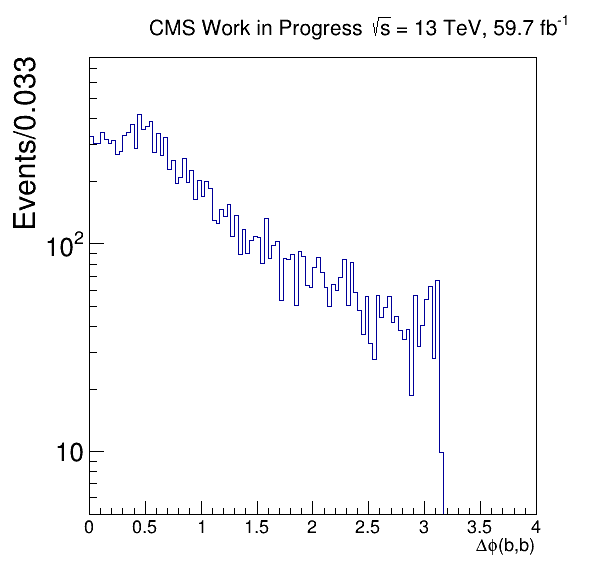 CMS Work in Progress √s = 13 TeV, 59.7 fb⁻¹
Events/0.033
10²
10
0 0.5 1 1.5 2 2.5 3 3.5 4
Δϕ(b,b)